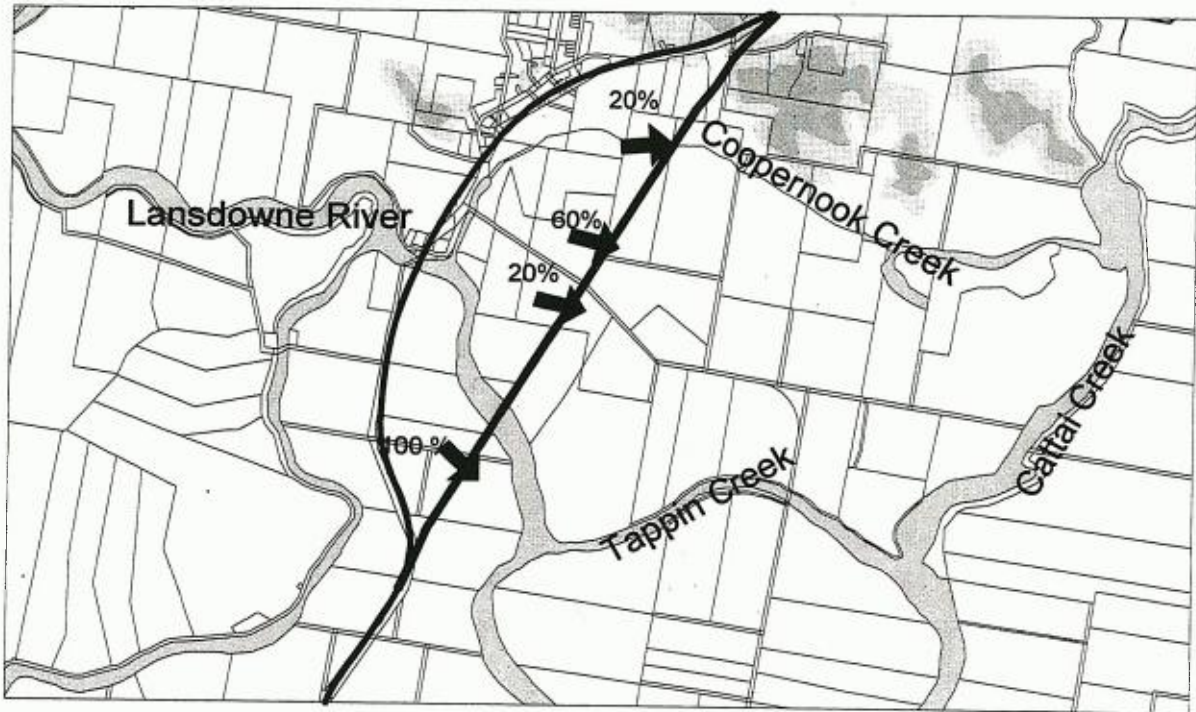 20%
Coopernook Creek
Lansdowne River
60%
20%
Cattai Creek
100 %
Tappin Creek